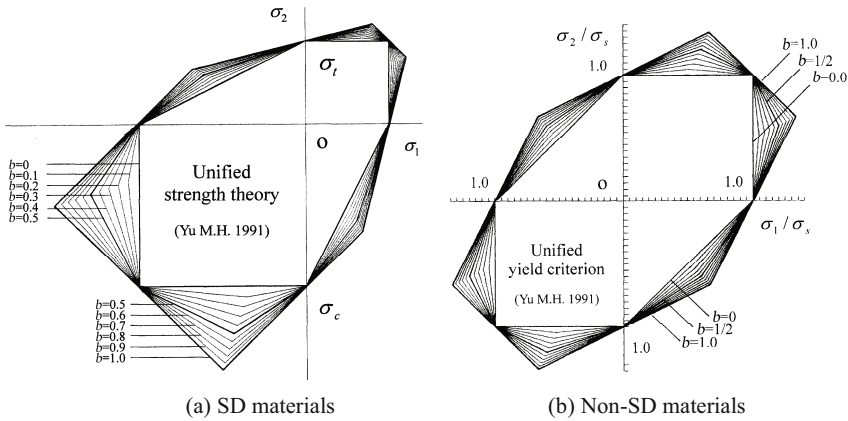 σ₂
σₜ
o
σ₁
Unified
strength theory
(Yu M.H. 1991)
b=0
b=0.1
b=0.2
b=0.3
b=0.4
b=0.5
σ꜀
b=0.5
b=0.6
b=0.7
b=0.8
b=0.9
b=1.0
(a) SD materials
σ₂ / σₛ
1.0
b=1.0
b=1/2
b=0.0
1.0
o
1.0
σ₁ / σₛ
Unified
yield criterion
(Yu M.H. 1991)
b=0
b=1/2
b=1.0
1.0
(b) Non-SD materials